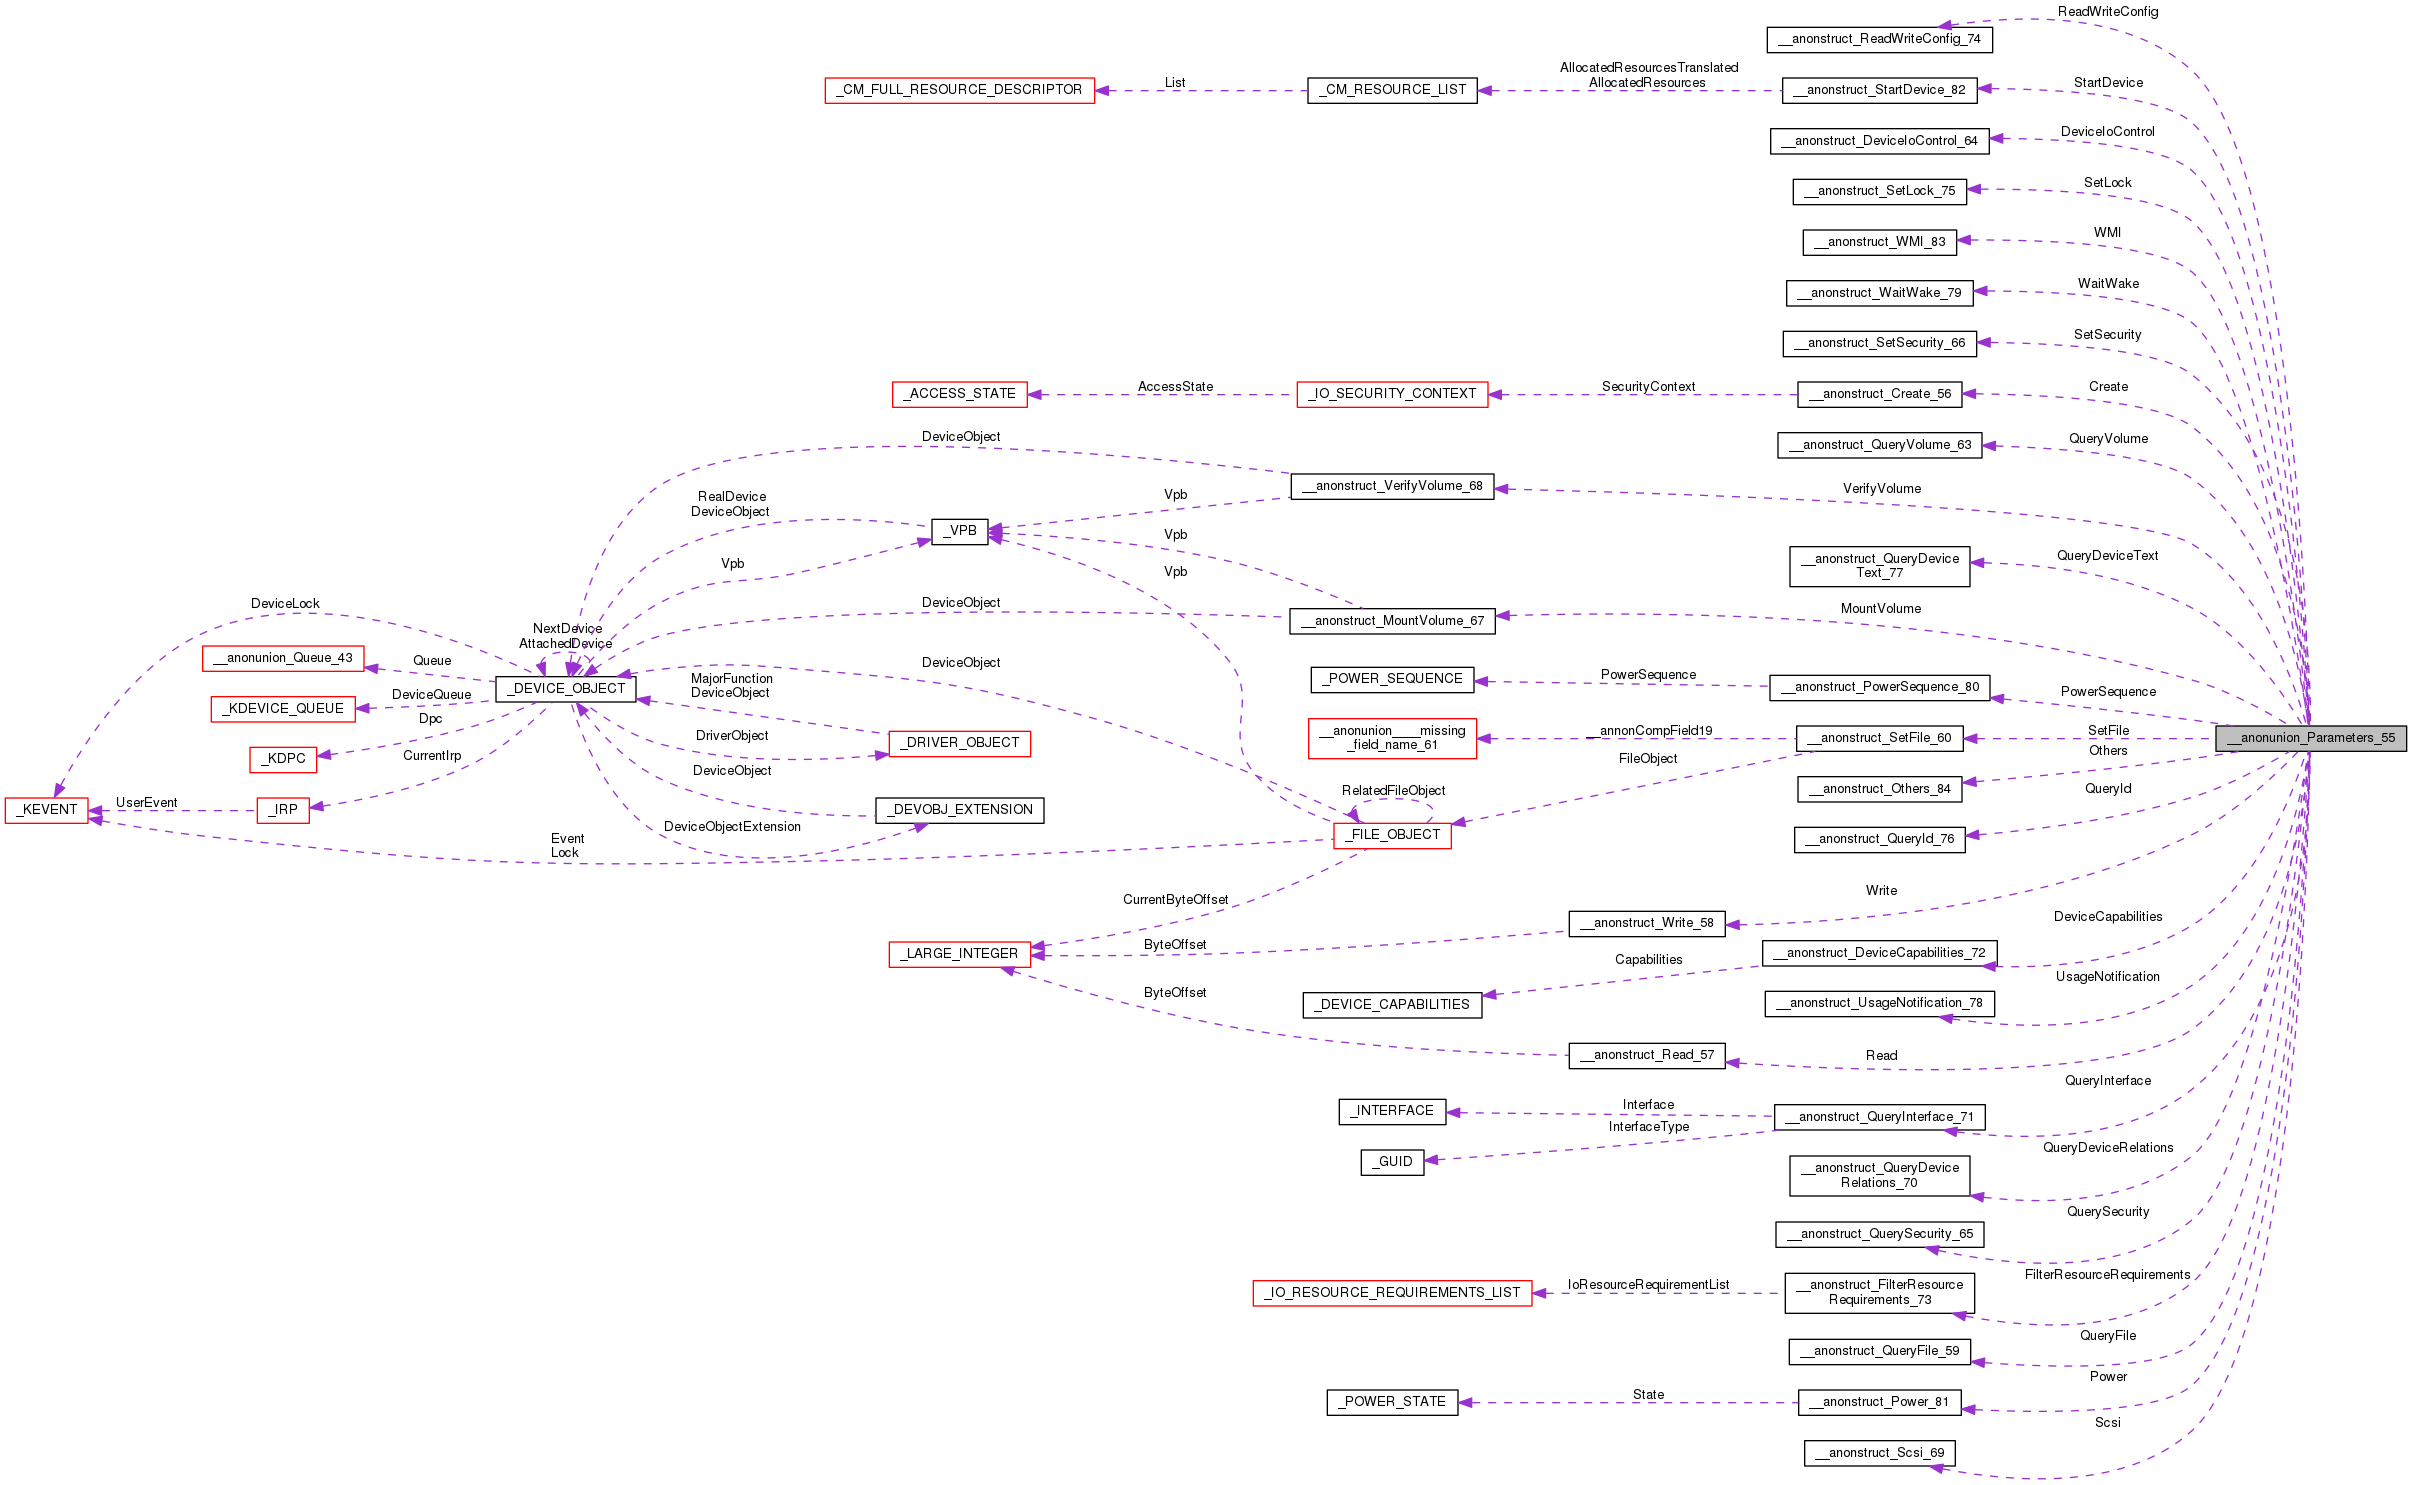 ReadWriteConfig
__anonstruct_ReadWriteConfig_74
AllocatedResourcesTranslated
AllocatedResources
List
StartDevice
_CM_FULL_RESOURCE_DESCRIPTOR
_CM_RESOURCE_LIST
__anonstruct_StartDevice_82
DeviceIoControl
__anonstruct_DeviceIoControl_64
SetLock
__anonstruct_SetLock_75
WMI
__anonstruct_WMI_83
WaitWake
__anonstruct_WaitWake_79
SetSecurity
__anonstruct_SetSecurity_66
AccessState
SecurityContext
Create
_ACCESS_STATE
_IO_SECURITY_CONTEXT
__anonstruct_Create_56
DeviceObject
QueryVolume
__anonstruct_QueryVolume_63
__anonstruct_VerifyVolume_68
VerifyVolume
RealDevice
DeviceObject
Vpb
_VPB
Vpb
Vpb
Vpb
QueryDeviceText
__anonstruct_QueryDevice
Text_77
DeviceLock
DeviceObject
MountVolume
__anonstruct_MountVolume_67
NextDevice
AttachedDevice
__anonunion_Queue_43
Queue
DeviceObject
MajorFunction
DeviceObject
_POWER_SEQUENCE
PowerSequence
__anonstruct_PowerSequence_80
PowerSequence
_DEVICE_OBJECT
DeviceQueue
_KDEVICE_QUEUE
Dpc
DriverObject
_DRIVER_OBJECT
__anonunion____missing
_field_name_61
__annonCompField19
__anonstruct_SetFile_60
SetFile
__anonunion_Parameters_55
Others
_KDPC
CurrentIrp
DeviceObject
FileObject
__anonstruct_Others_84
QueryId
RelatedFileObject
_KEVENT
UserEvent
_IRP
_DEVOBJ_EXTENSION
DeviceObjectExtension
_FILE_OBJECT
__anonstruct_QueryId_76
Event
Lock
CurrentByteOffset
Write
__anonstruct_Write_58
DeviceCapabilities
ByteOffset
_LARGE_INTEGER
Capabilities
__anonstruct_DeviceCapabilities_72
UsageNotification
ByteOffset
_DEVICE_CAPABILITIES
__anonstruct_UsageNotification_78
__anonstruct_Read_57
Read
QueryInterface
_INTERFACE
Interface
InterfaceType
__anonstruct_QueryInterface_71
_GUID
QueryDeviceRelations
__anonstruct_QueryDevice
Relations_70
QuerySecurity
__anonstruct_QuerySecurity_65
FilterResourceRequirements
_IO_RESOURCE_REQUIREMENTS_LIST
IoResourceRequirementList
__anonstruct_FilterResource
Requirements_73
QueryFile
__anonstruct_QueryFile_59
Power
_POWER_STATE
State
__anonstruct_Power_81
Scsi
__anonstruct_Scsi_69